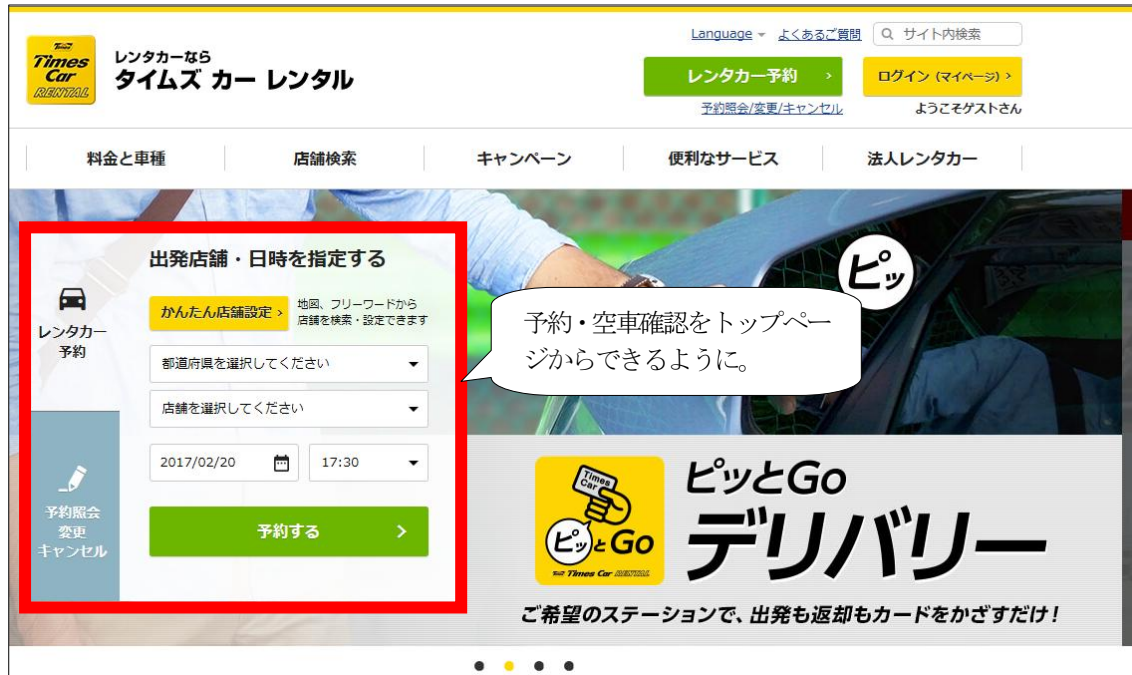 Times
Times
Car
RENTAL
レンタカーなら
タイムズ カー レンタル
Language
よくあるご質問
サイト内検索
レンタカー予約 ›
ログイン (マイページ) ›
予約照会/変更/キャンセル
ようこそゲストさん
料金と車種
店舗検索
キャンペーン
便利なサービス
法人レンタカー
レンタカー
予約
予約照会
変更
キャンセル
出発店舗・日時を指定する
かんたん店舗設定 ›
地図、フリーワードから
店舗を検索・設定できます
都道府県を選択してください
店舗を選択してください
2017/02/20
17:30
予約する
予約・空車確認をトップペー
ジからできるように。
ピッ
Times
Car
ピッとGo
Times Car RENTAL
ピッとGo
デリバリー
ご希望のステーションで、出発も返却もカードをかざすだけ!